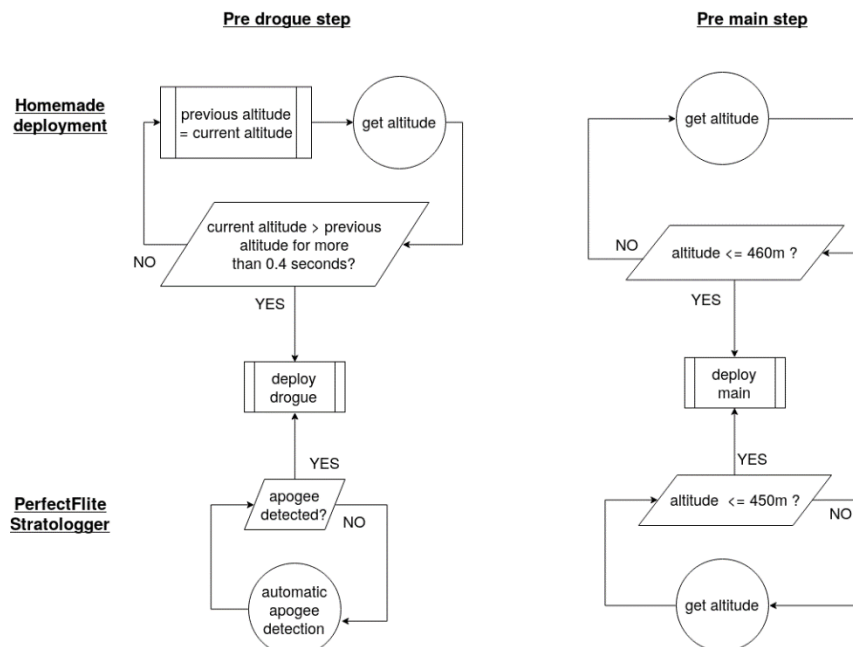 Pre drogue step
Pre main step
Homemade
deployment
previous altitude
= current altitude
get altitude
get altitude
current altitude > previous
altitude for more
than 0.4 seconds?
NO
YES
altitude <= 460m ?
NO
YES
deploy
drogue
deploy
main
PerfectFlite
Stratologger
YES
apogee
detected?
NO
automatic
apogee
detection
YES
altitude <= 450m ?
NO
get altitude